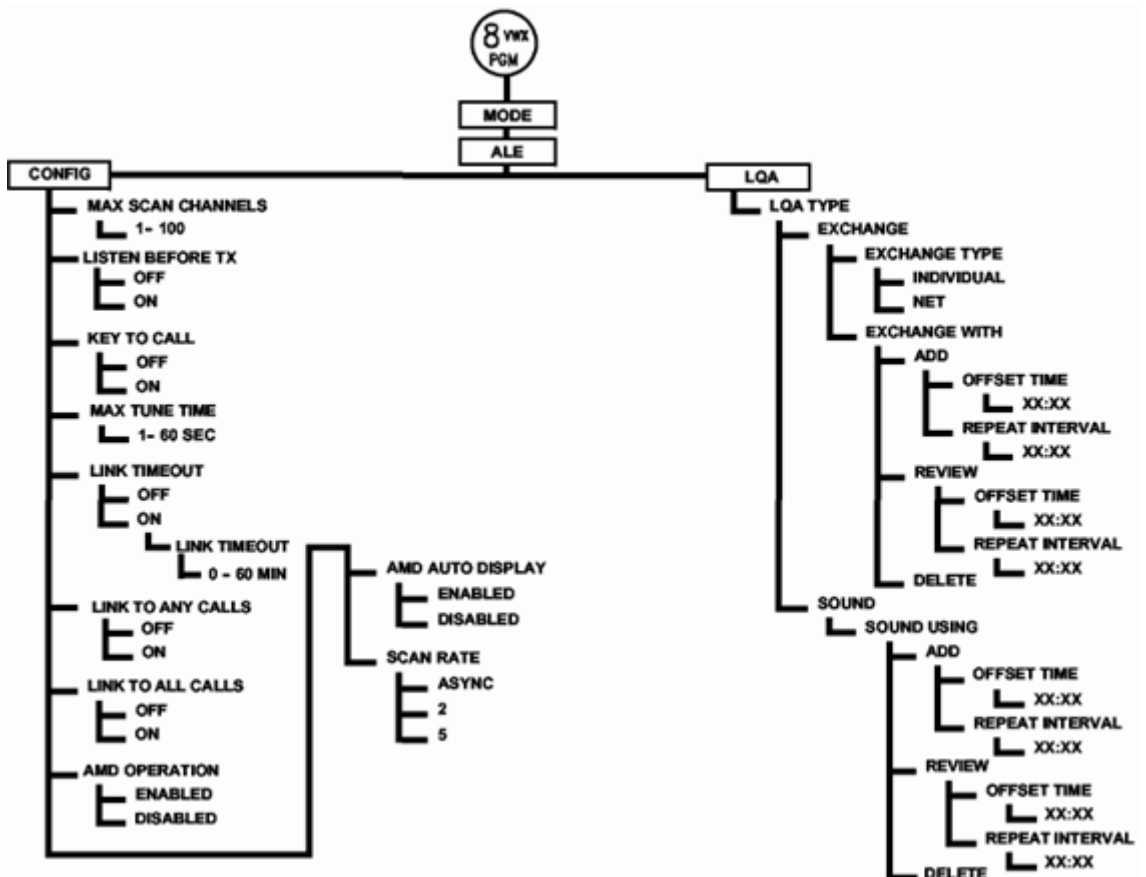 8 VWX
PGM
MODE
ALE
CONFIG
MAX SCAN CHANNELS
1- 100
LISTEN BEFORE TX
OFF
ON
KEY TO CALL
OFF
ON
MAX TUNE TIME
1- 60 SEC
LINK TIMEOUT
OFF
ON
LINK TIMEOUT
0 - 60 MIN
LINK TO ANY CALLS
OFF
ON
LINK TO ALL CALLS
OFF
ON
AMD OPERATION
ENABLED
DISABLED
AMD AUTO DISPLAY
ENABLED
DISABLED
SCAN RATE
ASYNC
2
5
LQA
LQA TYPE
EXCHANGE
EXCHANGE TYPE
INDIVIDUAL
NET
EXCHANGE WITH
ADD
OFFSET TIME
XX:XX
REPEAT INTERVAL
XX:XX
REVIEW
OFFSET TIME
XX:XX
REPEAT INTERVAL
XX:XX
DELETE
SOUND
SOUND USING
ADD
OFFSET TIME
XX:XX
REPEAT INTERVAL
XX:XX
REVIEW
OFFSET TIME
XX:XX
REPEAT INTERVAL
XX:XX
DELETE